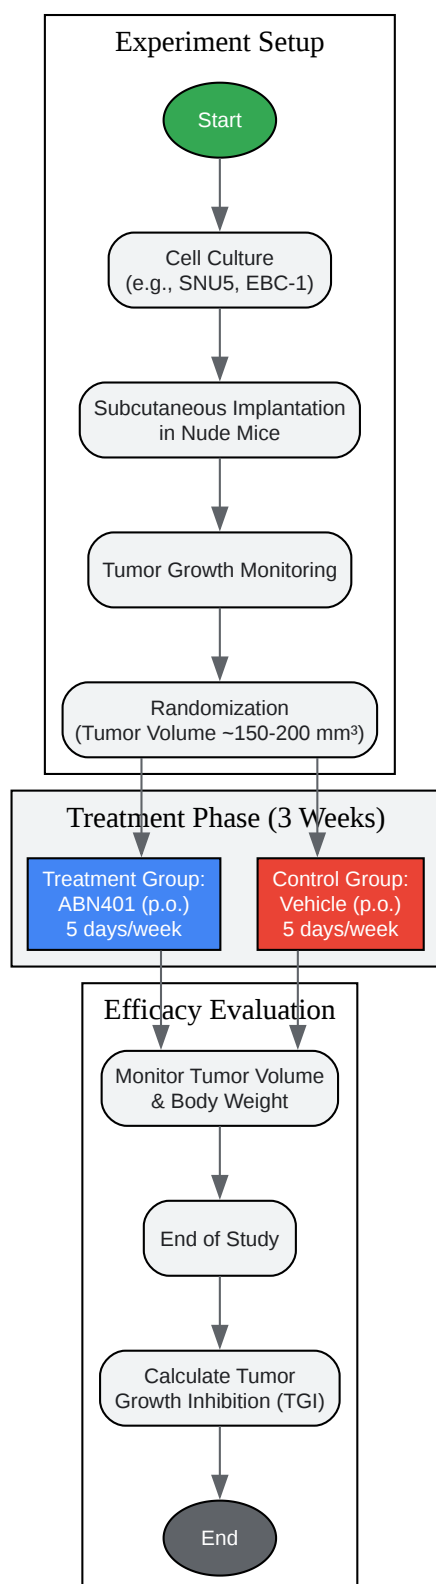 Experiment Setup
Start
Cell Culture
(e.g., SNU5, EBC-1)
Subcutaneous Implantation
in Nude Mice
Tumor Growth Monitoring
Randomization
(Tumor Volume ~150-200 mm³)
Treatment Phase (3 Weeks)
Treatment Group:
ABN401 (p.o.)
5 days/week
Control Group:
Vehicle (p.o.)
5 days/week
Efficacy Evaluation
Monitor Tumor Volume
& Body Weight
End of Study
Calculate Tumor
Growth Inhibition (TGI)
End